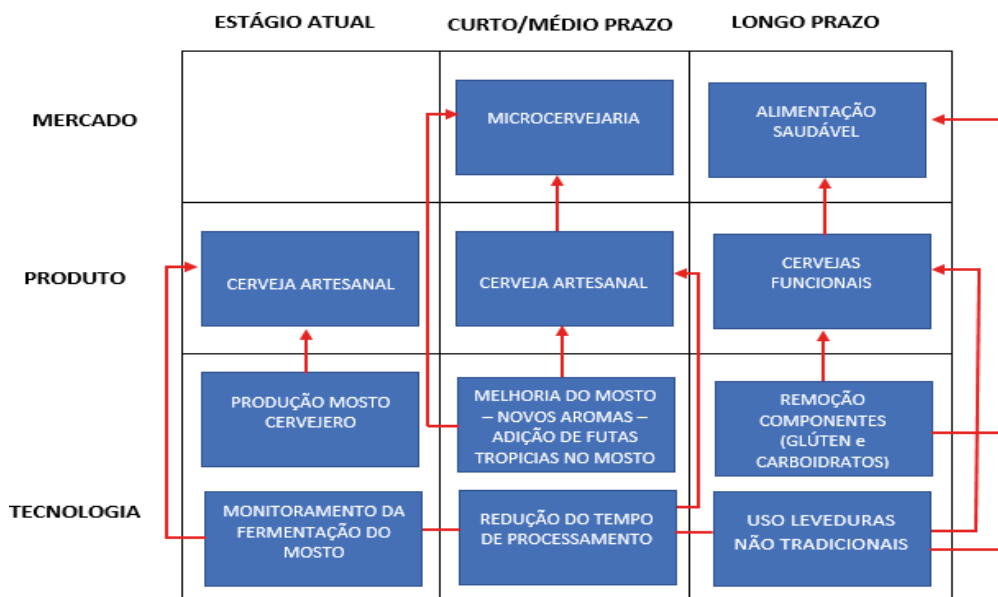 ESTÁGIO ATUAL
CURTO/MÉDIO PRAZO
LONGO PRAZO
MERCADO
MICROCERVEJARIA
ALIMENTAÇÃO
SAUDÁVEL
PRODUTO
CERVEJA ARTESANAL
CERVEJA ARTESANAL
CERVEJAS
FUNCIONAIS
PRODUÇÃO MOSTO
CERVEJERO
MELHORIA DO MOSTO
– NOVOS AROMAS –
ADIÇÃO DE FUTAS
TROPICIAS NO MOSTO
REMOÇÃO
COMPONENTES
(GLÚTEN e
CARBOIDRATOS)
TECNOLOGIA
MONITORAMENTO DA
FERMENTAÇÃO DO
MOSTO
REDUÇÃO DO TEMPO
DE PROCESSAMENTO
USO LEVEDURAS
NÃO TRADICIONAIS